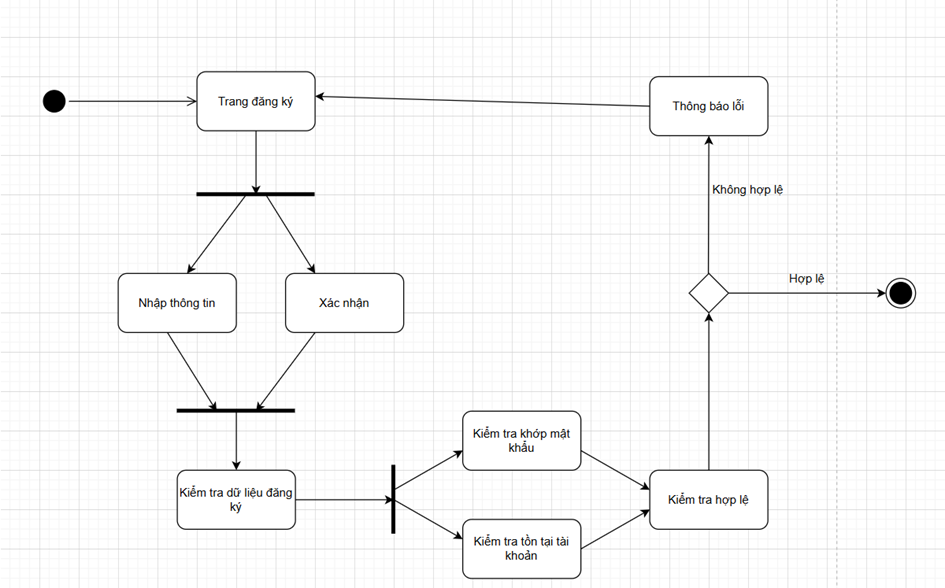 Trang đăng ký
Thông báo lỗi
Không hợp lệ
Hợp lệ
Nhập thông tin
Xác nhận
Kiểm tra khớp mật
khẩu
Kiểm tra dữ liệu đăng
ký
Kiểm tra hợp lệ
Kiểm tra tồn tại tài
khoản